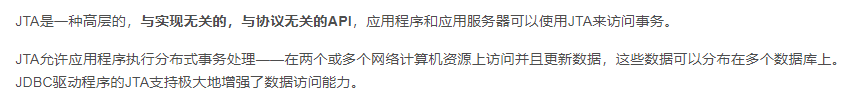 JTA是一种高层的，与实现无关的，与协议无关的API，应用程序和应用服务器可以使用JTA来访问事务。
JTA允许应用程序执行分布式事务处理——在两个或多个网络计算机资源上访问并且更新数据，这些数据可以分布在多个数据库上。
JDBC驱动程序的JTA支持极大地增强了数据访问能力。